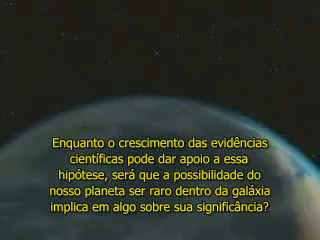 Enquanto o crescimento das evidências
científicas pode dar apoio a essa
hipótese, será que a possibilidade do
nosso planeta ser raro dentro da galáxia
implica em algo sobre sua significância?